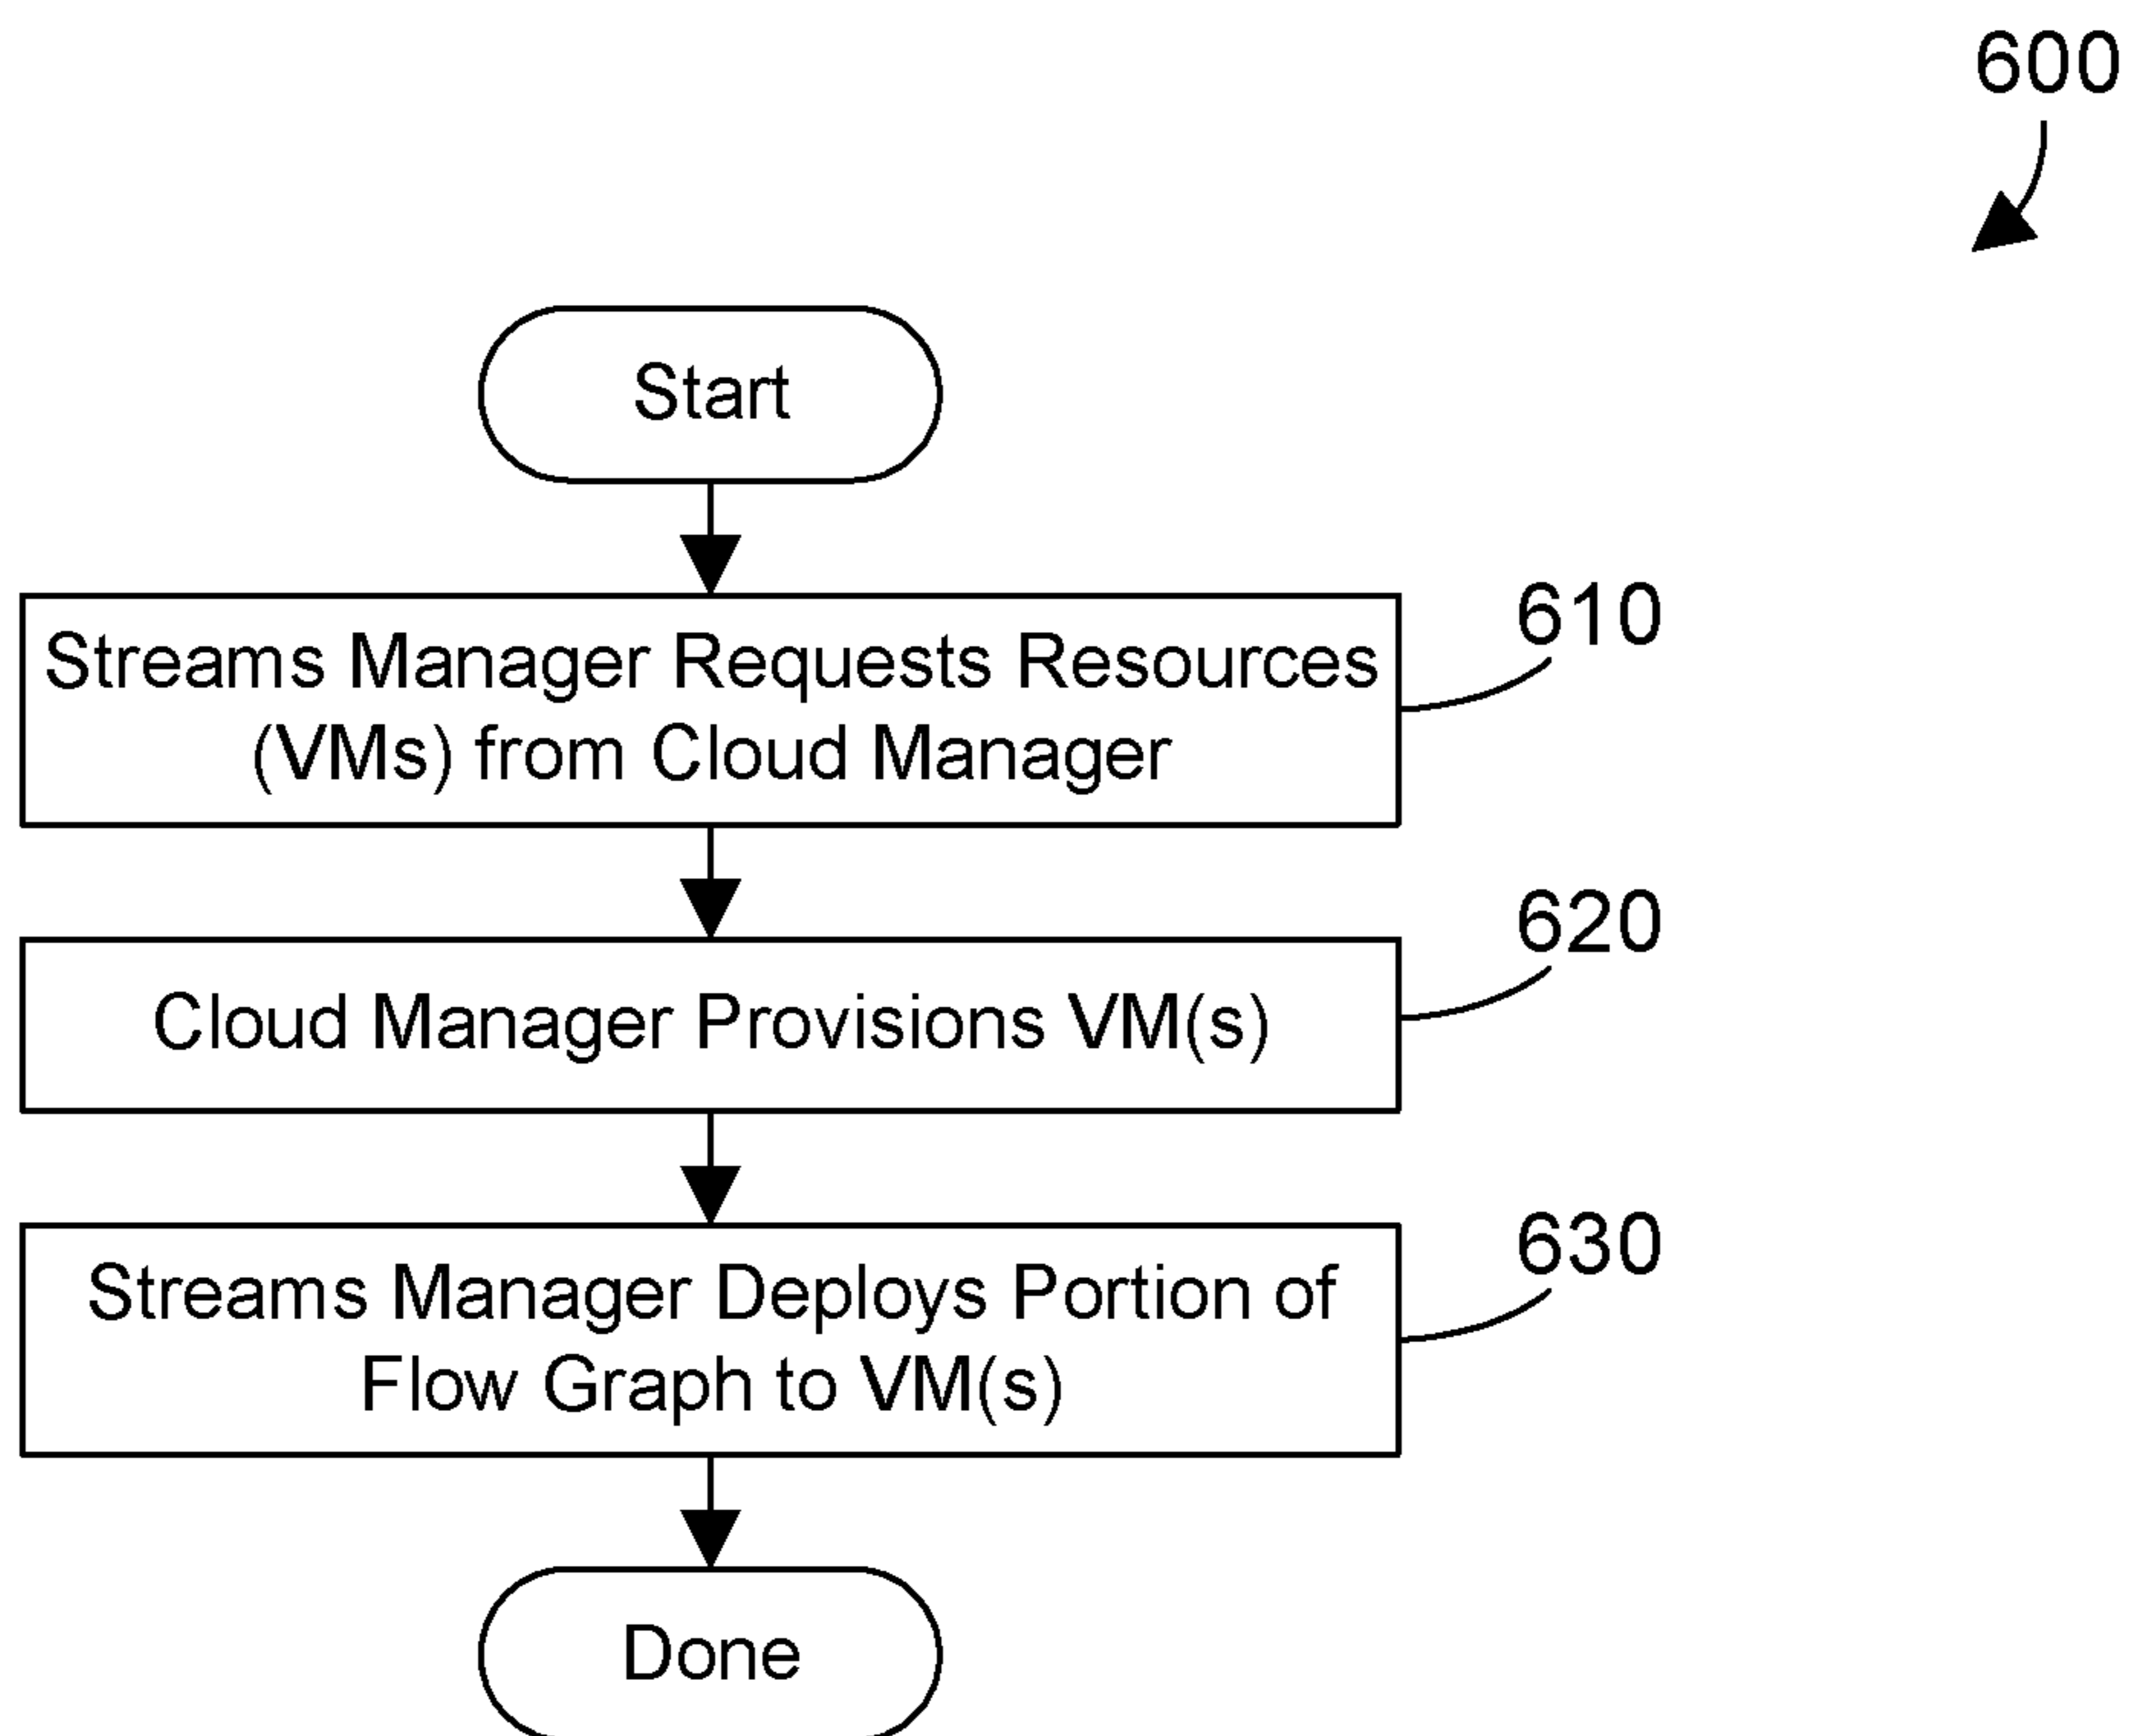 600
Start
Streams Manager Requests Resources
(VMs) from Cloud Manager
610
Cloud Manager Provisions VM(s)
620
Streams Manager Deploys Portion of
Flow Graph to VM(s)
630
Done